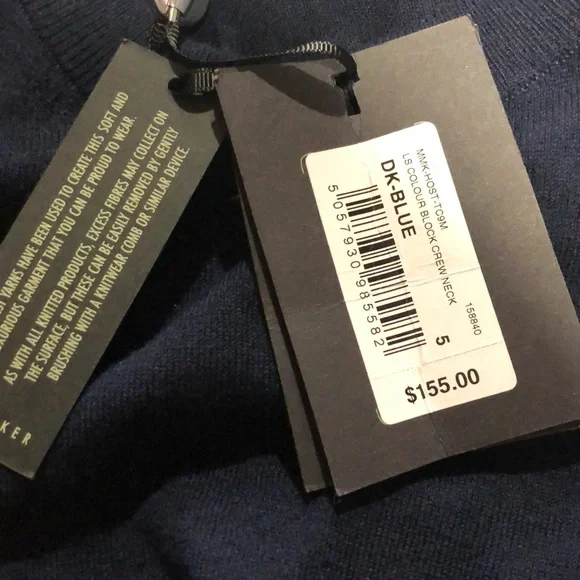 YARNS HAVE BEEN USED TO CREATE THIS SOFT AND
GARMENT THAT YOU CAN BE PROUD TO WEAR.
AS WITH ALL KNITTED PRODUCTS, EXCESS FIBRES MAY COLLECT ON
THE SURFACE, BUT THESE CAN BE EASILY REMOVED BY GENTLY
BRUSHING WITH A KNITWEAR COMB OR SIMILAR DEVICE.
KER
MMK-HOST-TC9M
LS COLOUR BLOCK CREW NECK
158840
DK-BLUE
5
5 057930 985582
$155.00